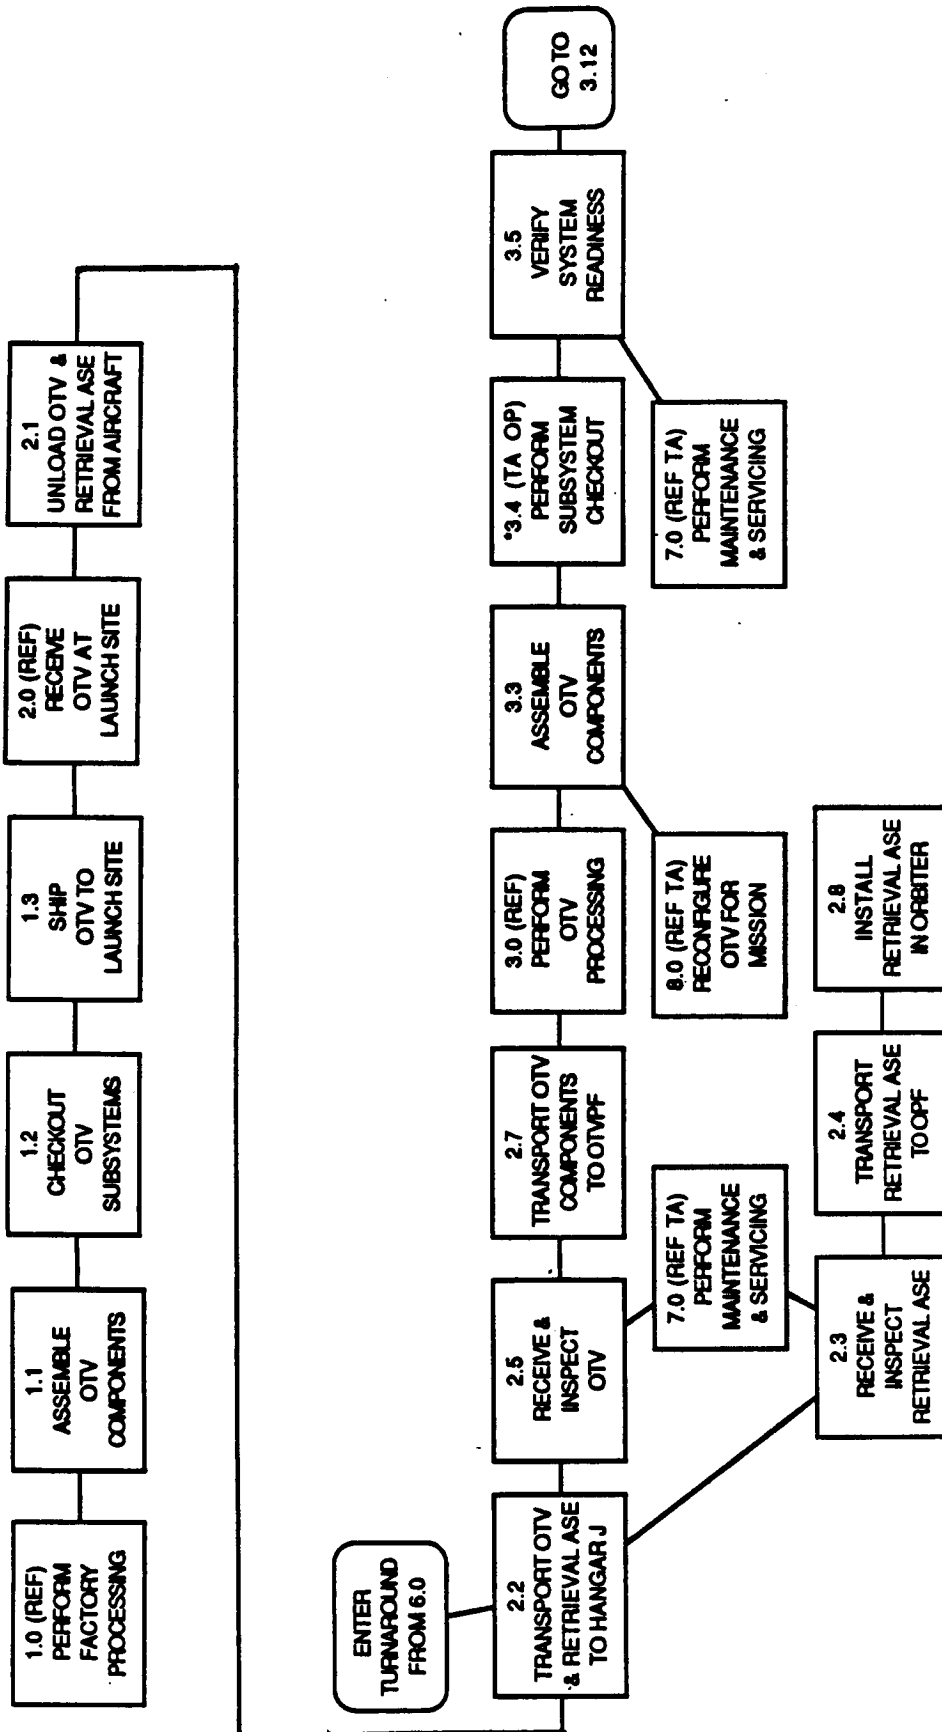 1.0 (REF)
PERFORM
FACTORY
PROCESSING
1.1
ASSEMBLE
OTV
COMPONENTS
1.2
CHECKOUT
OTV
SUBSYSTEMS
1.3
SHIP
OTV TO
LAUNCH SITE
2.0 (REF)
RECEIVE
OTV AT
LAUNCH SITE
2.1
UNLOAD OTV &
RETRIEVAL ASE
FROM AIRCRAFT
ENTER
TURNAROUND
FROM 6.0
2.2
TRANSPORT OTV
& RETRIEVAL ASE
TO HANGAR J
2.5
RECEIVE &
INSPECT
OTV
2.7
TRANSPORT OTV
COMPONENTS
TO OTVPF
3.0 (REF)
PERFORM
OTV
PROCESSING
3.3
ASSEMBLE
OTV
COMPONENTS
*3.4 (TA OP)
PERFORM
SUBSYSTEM
CHECKOUT
3.5
VERIFY
SYSTEM
READINESS
GO TO
3.12
7.0 (REF TA)
PERFORM
MAINTENANCE
& SERVICING
8.0 (REF TA)
RECONFIGURE
OTV FOR
MISSION
7.0 (REF TA)
PERFORM
MAINTENANCE
& SERVICING
2.3
RECEIVE &
INSPECT
RETRIEVAL ASE
2.4
TRANSPORT
RETRIEVAL ASE
TO OPF
2.8
INSTALL
RETRIEVAL ASE
IN ORBITER